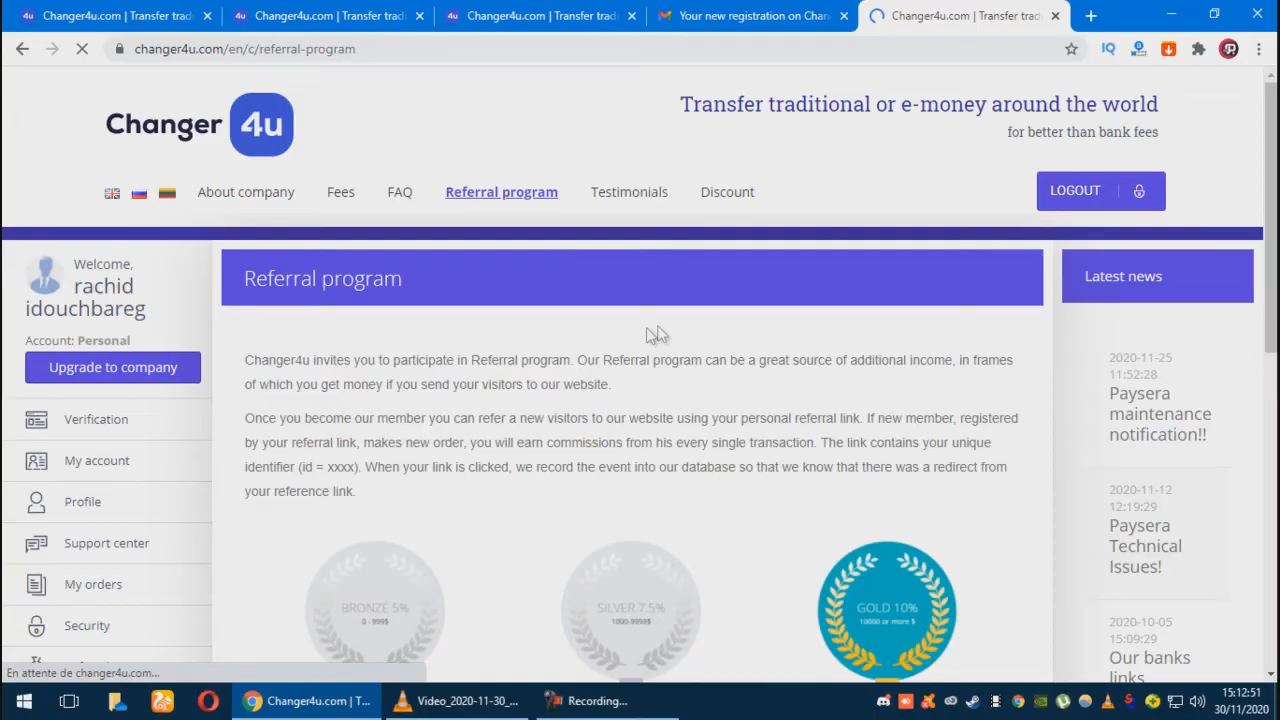 Changer4u.com | Transfer trad
Changer4u.com | Transfer trad
Changer4u.com | Transfer trad
Your new registration on Chan
Changer4u.com | Transfer trad
changer4u.com/en/c/referral-program
Changer 4u
Transfer traditional or e-money around the world
for better than bank fees
About company
Fees
FAQ
Referral program
Testimonials
Discount
LOGOUT
Welcome,
rachid
idouchbareg
Account: Personal
Upgrade to company
Verification
My account
Profile
Support center
My orders
Security
Referral program
Changer4u invites you to participate in Referral program. Our Referral program can be a great source of additional income, in frames
of which you get money if you send your visitors to our website.
Once you become our member you can refer a new visitors to our website using your personal referral link. If new member, registered
by your referral link, makes new order, you will earn commissions from his every single transaction. The link contains your unique
identifier (id = xxxx). When your link is clicked, we record the event into our database so that we know that there was a redirect from
your reference link.
BRONZE 5%
0 - 999$
SILVER 7.5%
1000-9999$
GOLD 10%
10000 or more $
Latest news
2020-11-25
11:52:28
Paysera
maintenance
notification!!
2020-11-12
12:19:29
Paysera
Technical
Issues!
2020-10-05
15:09:29
Our banks
links
En attente de changer4u.com...
Changer4u.com | T...
Video_2020-11-30_...
Recording...
15:12:51
30/11/2020